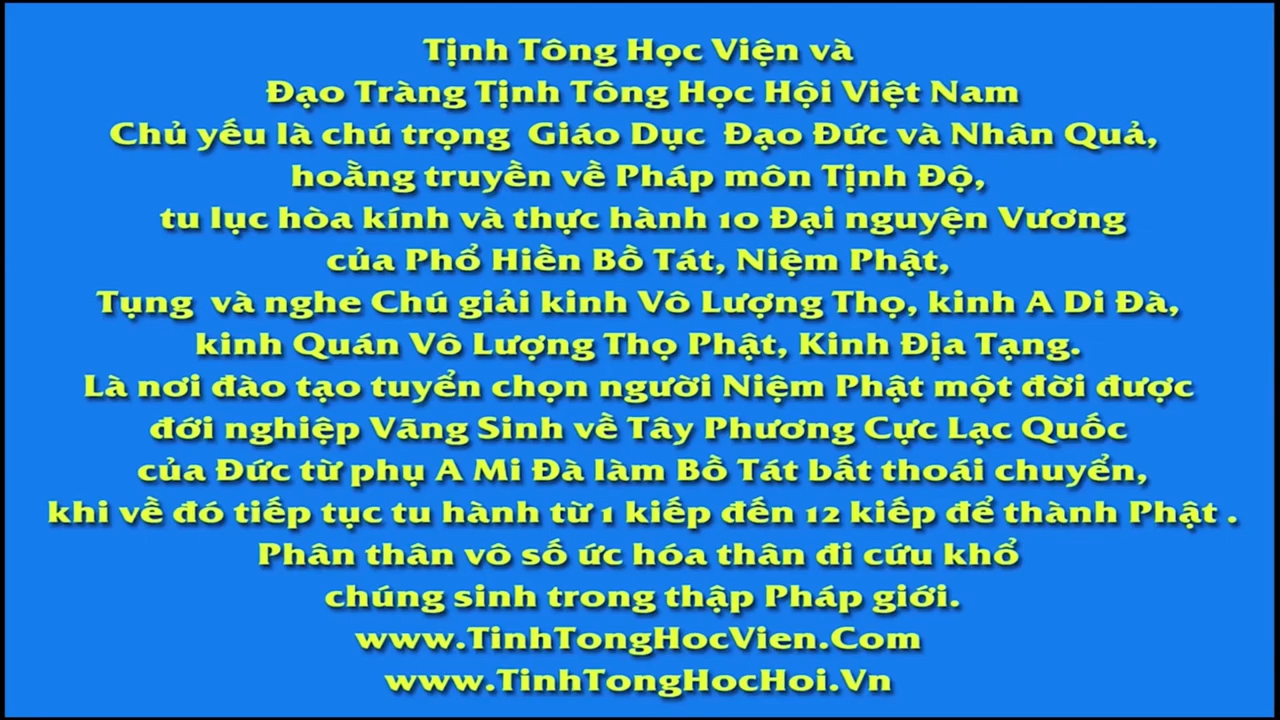 Tịnh Tông Học Viện và
Đạo Tràng Tịnh Tông Học Hội Việt Nam
Chủ yếu là chú trọng Giáo Dục Đạo Đức và Nhân Quả,
hoằng truyền về Pháp môn Tịnh Độ,
tu lục hòa kính và thực hành 10 Đại nguyện Vương
của Phổ Hiền Bồ Tát, Niệm Phật,
Tụng và nghe Chú giải kinh Vô Lượng Thọ, kinh A Di Đà,
kinh Quán Vô Lượng Thọ Phật, Kinh Địa Tạng.
Là nơi đào tạo tuyển chọn người Niệm Phật một đời được
đới nghiệp Vãng Sinh về Tây Phương Cực Lạc Quốc
của Đức từ phụ A Mi Đà làm Bồ Tát bất thoái chuyển,
khi về đó tiếp tục tu hành từ 1 kiếp đến 12 kiếp để thành Phật .
Phân thân vô số ức hóa thân đi cứu khổ
chúng sinh trong thập Pháp giới.
www.TinhTongHocVien.Com
www.TinhTongHocHoi.Vn